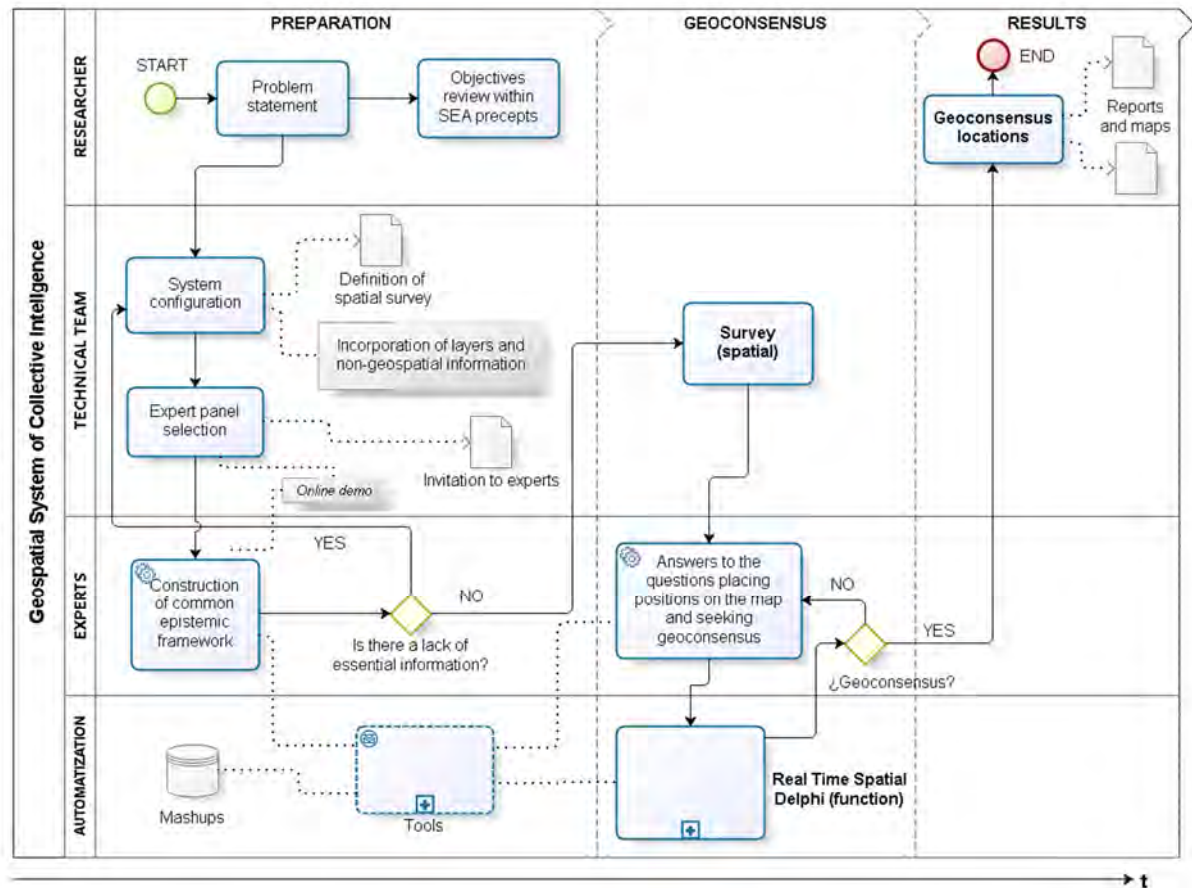 PREPARATION
GEOCONSENSUS
RESULTS
Geospatial System of Collective Intellgence
RESEARCHER
START
Problem
statement
Objectives
review within
SEA precepts
END
Geoconsensus
locations
Reports
and maps
TECHNICAL TEAM
System
configuration
Definition of
spatial survey
Incorporation of layers and
non-geospatial information
Survey
(spatial)
Expert panel
selection
Invitation to experts
Online demo
EXPERTS
YES
Construction
of common
epistemic
framework
NO
Is there a lack of
essential information?
Answers to the
questions placing
positions on the map
and seeking
geoconsensus
NO
YES
¿Geoconsensus?
AUTOMATIZATION
Mashups
Tools
Real Time Spatial
Delphi (function)
t